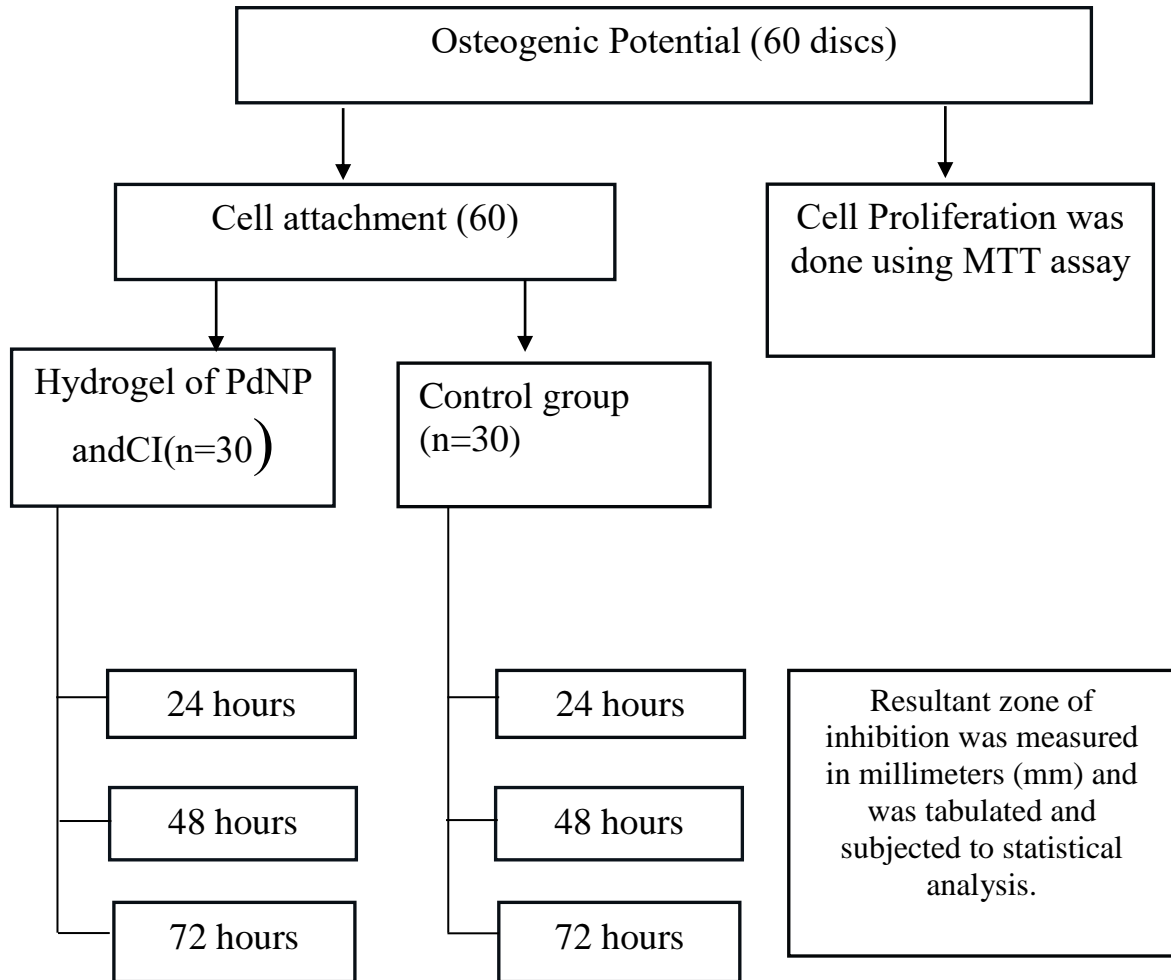 Osteogenic Potential (60 discs)
Cell attachment (60)
Cell Proliferation was
done using MTT assay
Hydrogel of PdNP
andCI(n=30)
Control group
(n=30)
24 hours
48 hours
72 hours
24 hours
48 hours
72 hours
Resultant zone of
inhibition was measured
in millimeters (mm) and
was tabulated and
subjected to statistical
analysis.